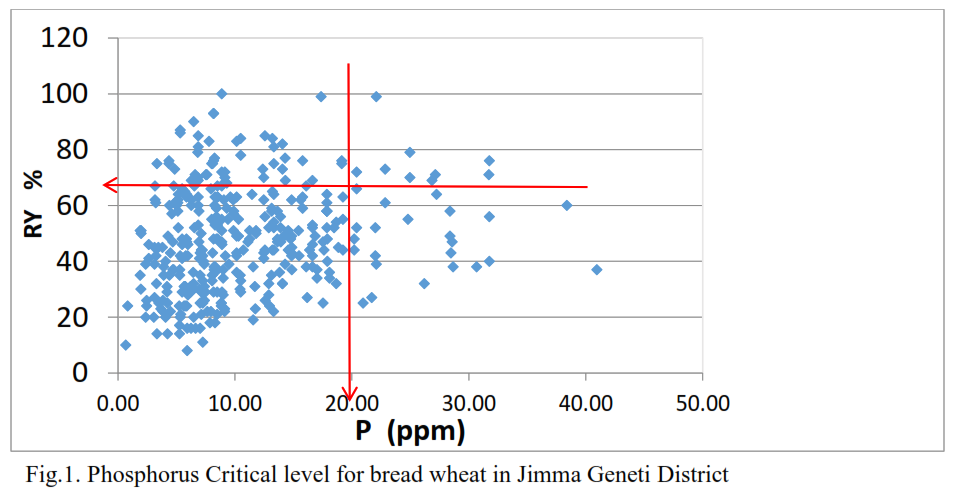 120
100
80
60
40
20
0
RY %
0.00 10.00 20.00 30.00 40.00 50.00
P (ppm)
Fig.1. Phosphorus Critical level for bread wheat in Jimma Geneti District